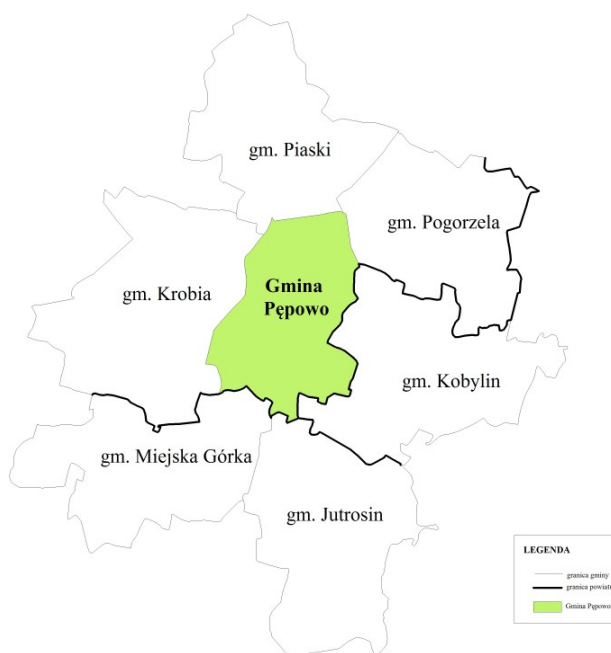 gm. Piaski
gm. Pogorzela
gm. Krobia
Gmina
Pępowo
gm. Kobylin
gm. Miejska Górka
gm. Jutrosin
LEGENDA
granica gminy
granica powiatu
Gmina Pępowo